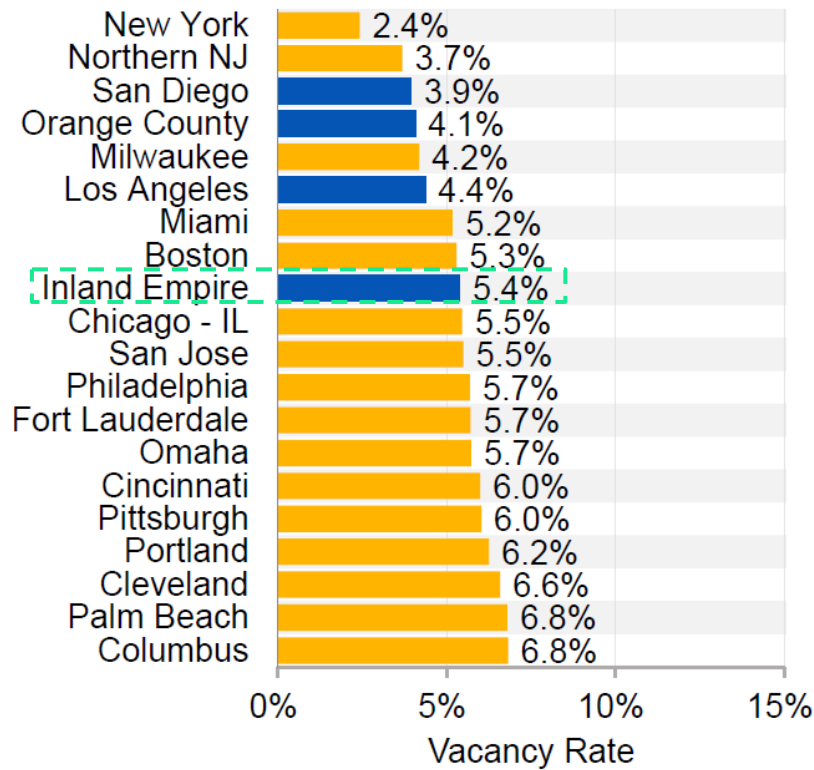 New York 2.4%
Northern NJ 3.7%
San Diego 3.9%
Orange County 4.1%
Milwaukee 4.2%
Los Angeles 4.4%
Miami 5.2%
Boston 5.3%
Inland Empire 5.4%
Chicago - IL 5.5%
San Jose 5.5%
Philadelphia 5.7%
Fort Lauderdale 5.7%
Omaha 5.7%
Cincinnati 6.0%
Pittsburgh 6.0%
Portland 6.2%
Cleveland 6.6%
Palm Beach 6.8%
Columbus 6.8%
0% 5% 10% 15%
Vacancy Rate